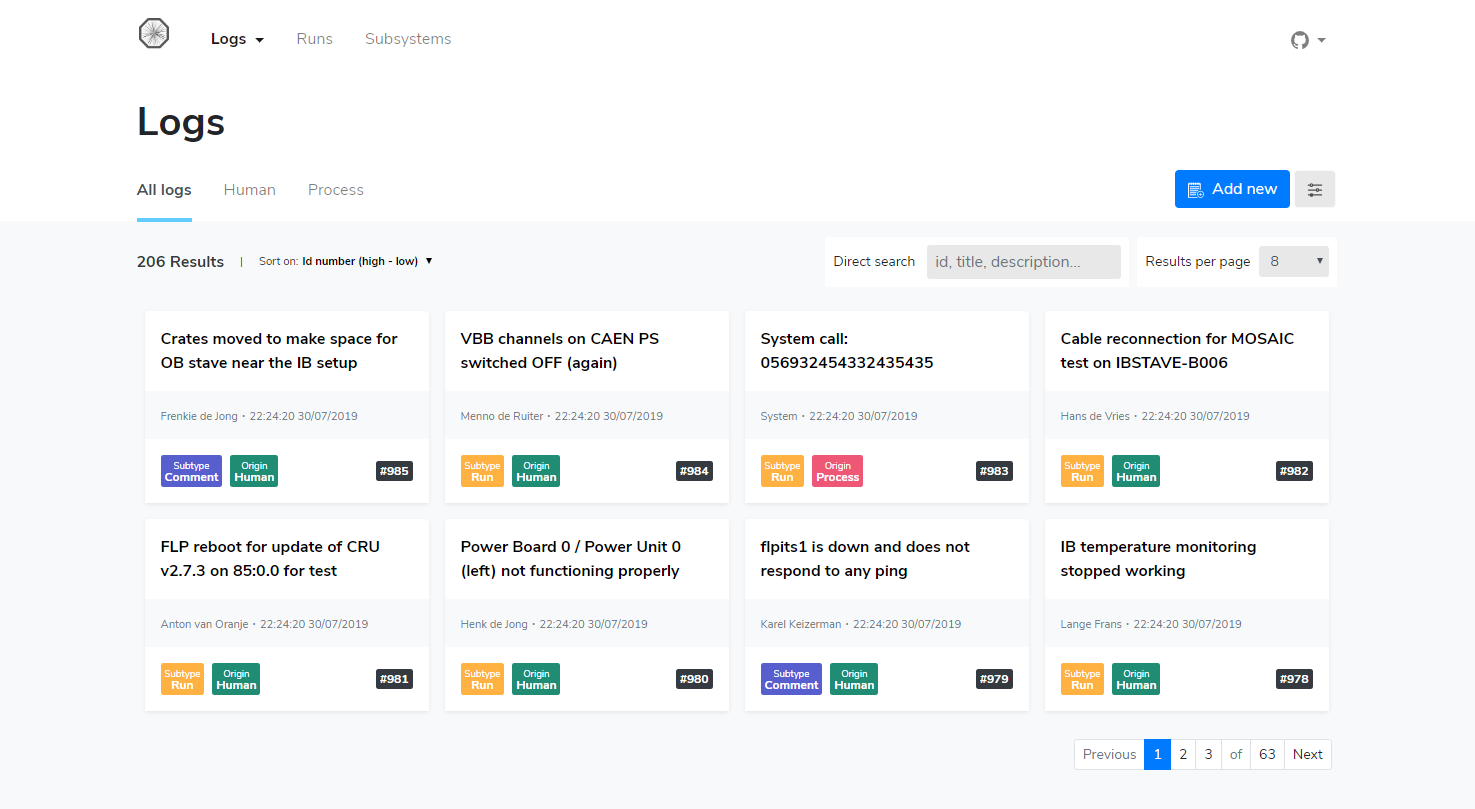 Logs
Runs
Subsystems
Logs
All logs
Human
Process
Add new
206 Results
|
Sort on: Id number (high - low)
Direct search
id, title, description...
Results per page
8
Crates moved to make space for
OB stave near the IB setup
Frenkie de Jong • 22:24:20 30/07/2019
Subtype
Comment
Origin
Human
#985
VBB channels on CAEN PS
switched OFF (again)
Menno de Ruiter • 22:24:20 30/07/2019
Subtype
Run
Origin
Human
#984
System call:
056932454332435435
System • 22:24:20 30/07/2019
Subtype
Run
Origin
Process
#983
Cable reconnection for MOSAIC
test on IBSTAVE-B006
Hans de Vries • 22:24:20 30/07/2019
Subtype
Run
Origin
Human
#982
FLP reboot for update of CRU
v2.7.3 on 85:0.0 for test
Anton van Oranje • 22:24:20 30/07/2019
Subtype
Run
Origin
Human
#981
Power Board 0 / Power Unit 0
(left) not functioning properly
Henk de Jong • 22:24:20 30/07/2019
Subtype
Run
Origin
Human
#980
flpits1 is down and does not
respond to any ping
Karel Keizerman • 22:24:20 30/07/2019
Subtype
Comment
Origin
Human
#979
IB temperature monitoring
stopped working
Lange Frans • 22:24:20 30/07/2019
Subtype
Run
Origin
Human
#978
Previous 1 2 3 of 63 Next